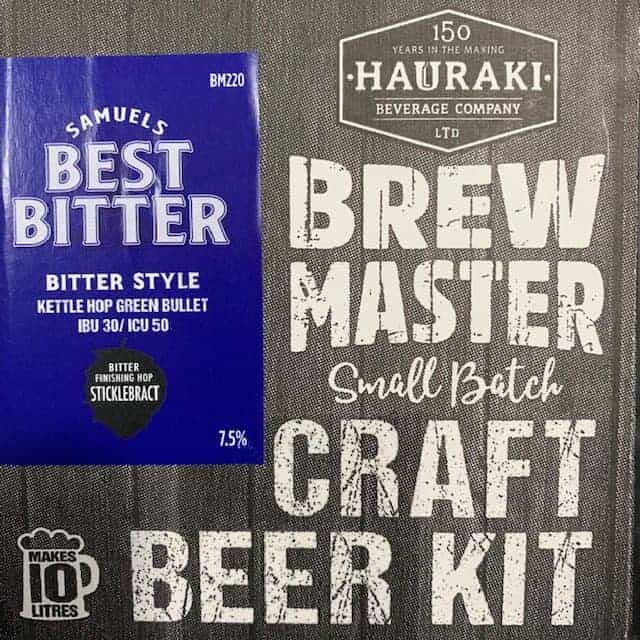 150
YEARS IN THE MAKING
·HAURAKI·
BEVERAGE COMPANY
LTD
BM220
SAMUELS
BEST
BITTER
BITTER STYLE
KETTLE HOP GREEN BULLET
IBU 30/ ICU 50
BITTER
FINISHING HOP
STICKLEBRACT
7.5%
BREW
MASTER
Small Batch
CRAFT
BEER KIT
MAKES
10
LITRES